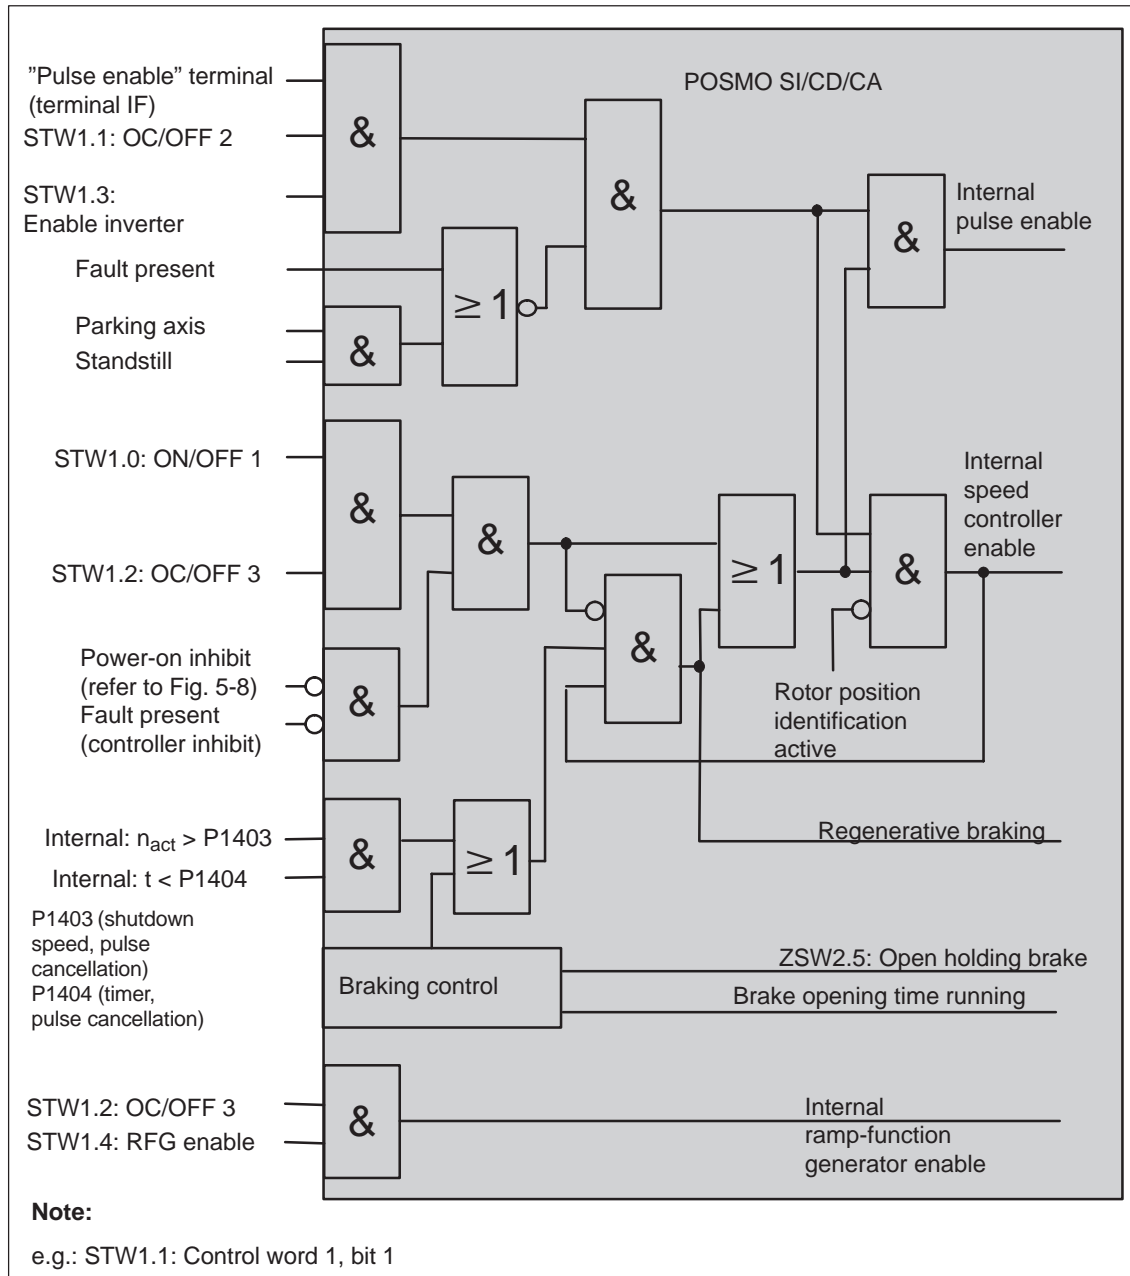 POSMO SI/CD/CA
”Pulse enable” terminal
(terminal IF)
STW1.1: OC/OFF 2
STW1.3:
Enable inverter
&
&
Internal
pulse enable
&
Fault present
≥ 1
Parking axis
Standstill
&
STW1.0: ON/OFF 1
STW1.2: OC/OFF 3
&
&
≥ 1
Internal
speed
controller
enable
&
&
Power-on inhibit
(refer to Fig. 5-8)
Fault present
(controller inhibit)
&
Rotor position
identification
active
Internal: nact > P1403
Internal: t < P1404
&
≥ 1
Regenerative braking
P1403 (shutdown
speed, pulse
cancellation)
P1404 (timer,
pulse cancellation)
Braking control
ZSW2.5: Open holding brake
Brake opening time running
STW1.2: OC/OFF 3
STW1.4: RFG enable
&
Internal
ramp-function
generator enable
Note:
e.g.: STW1.1: Control word 1, bit 1